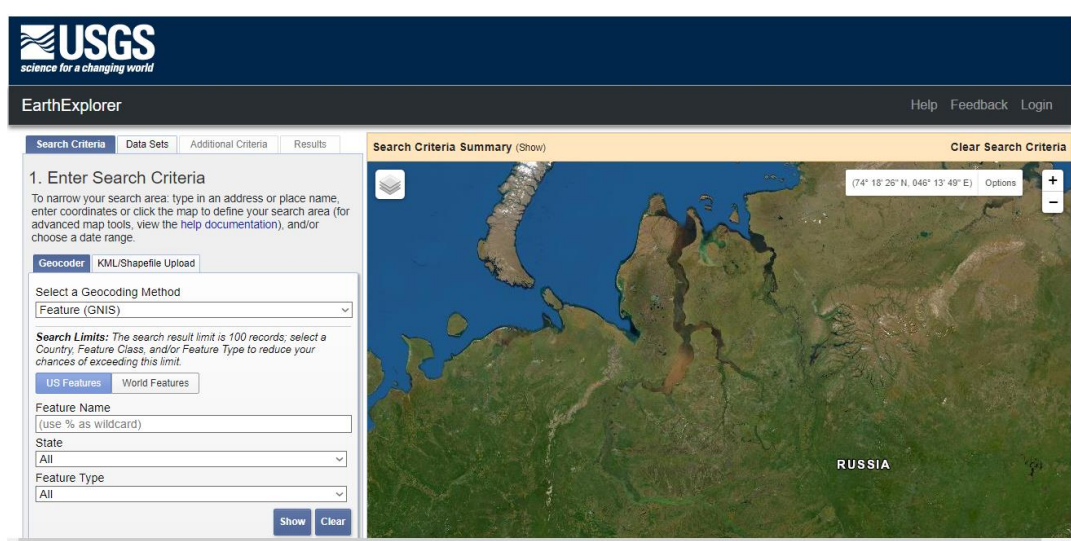 USGS
science for a changing world
EarthExplorer
Help Feedback Login
Search Criteria Data Sets Additional Criteria Results
Search Criteria Summary (Show) Clear Search Criteria
1. Enter Search Criteria
To narrow your search area: type in an address or place name,
enter coordinates or click the map to define your search area (for
advanced map tools, view the help documentation), and/or
choose a date range.
Geocoder KML/Shapefile Upload
Select a Geocoding Method
Feature (GNIS)
Search Limits: The search result limit is 100 records; select a
Country, Feature Class, and/or Feature Type to reduce your
chances of exceeding this limit.
US Features World Features
Feature Name
(use % as wildcard)
State
All
Feature Type
All
Show Clear
(74° 18' 26" N, 046° 13' 49" E) Options
+
-
RUSSIA